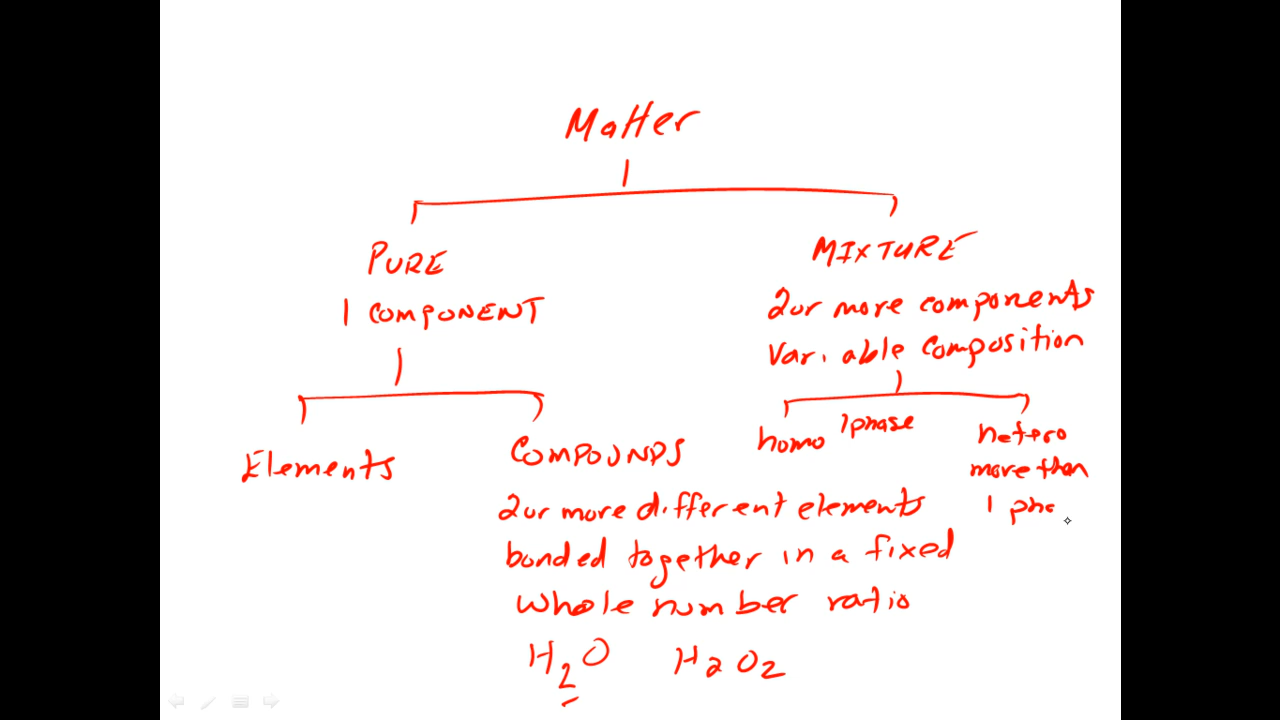 Matter
PURE
1 COMPONENT
MIXTURE
2 or more components
Variable composition
Elements
COMPOUNDS
2 or more different elements
bonded together in a fixed
whole number ratio
H2O H2O2
homo 1 phase
hetero
more than
1 pha